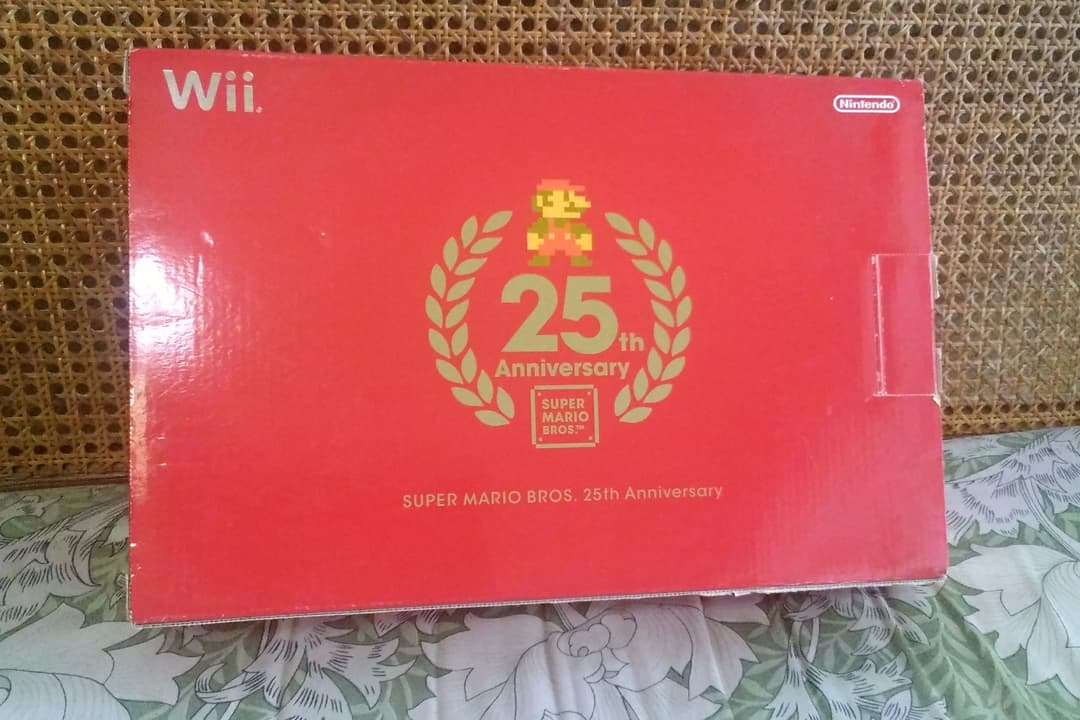 Wii.
Nintendo
25th
Anniversary
SUPER
MARIO
BROS.™
SUPER MARIO BROS. 25th Anniversary